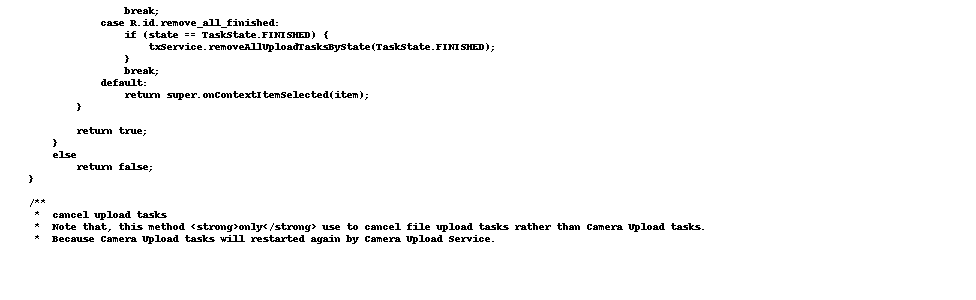 break;
case R.id.remove_all_finished:
if (state == TaskState.FINISHED) {
txService.removeAllUploadTasksByState(TaskState.FINISHED);
}
break;
default:
return super.onContextItemSelected(item);
}
return true;
}
else
return false;
}
/**
* cancel upload tasks
* Note that, this method <strong>only</strong> use to cancel file upload tasks rather than Camera Upload tasks.
* Because Camera Upload tasks will restarted again by Camera Upload Service.